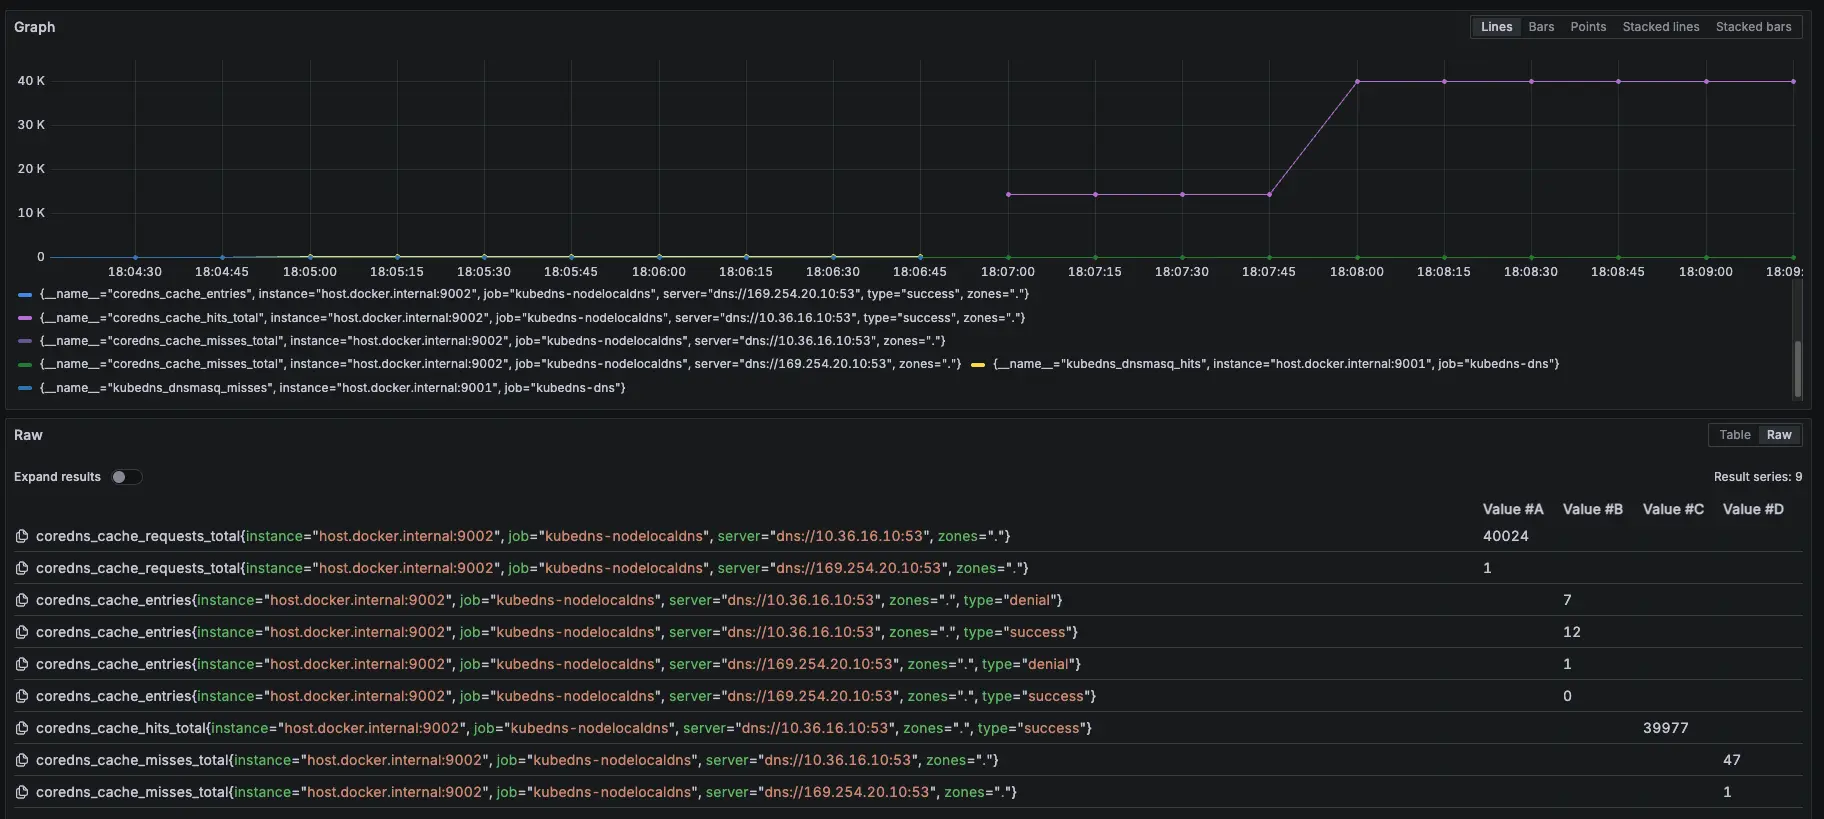 Graph
Lines Bars Points Stacked lines Stacked bars
40 K
30 K
20 K
10 K
0
18:04:30 18:04:45 18:05:00 18:05:15 18:05:30 18:05:45 18:06:00 18:06:15 18:06:30 18:06:45 18:07:00 18:07:15 18:07:30 18:07:45 18:08:00 18:08:15 18:08:30 18:08:45 18:09:00 18:09:
{__name__="coredns_cache_entries", instance="host.docker.internal:9002", job="kubedns-nodelocaldns", server="dns://169.254.20.10:53", type="success", zones="."}
{__name__="coredns_cache_hits_total", instance="host.docker.internal:9002", job="kubedns-nodelocaldns", server="dns://10.36.16.10:53", type="success", zones="."}
{__name__="coredns_cache_misses_total", instance="host.docker.internal:9002", job="kubedns-nodelocaldns", server="dns://10.36.16.10:53", zones="."}
{__name__="coredns_cache_misses_total", instance="host.docker.internal:9002", job="kubedns-nodelocaldns", server="dns://169.254.20.10:53", zones="."} {__name__="kubedns_dnsmasq_hits", instance="host.docker.internal:9001", job="kubedns-dns"}
{__name__="kubedns_dnsmasq_misses", instance="host.docker.internal:9001", job="kubedns-dns"}
Raw
Table Raw
Expand results
Result series: 9
Value #A Value #B Value #C Value #D
coredns_cache_requests_total{instance="host.docker.internal:9002", job="kubedns-nodelocaldns", server="dns://10.36.16.10:53", zones="."} 40024
coredns_cache_requests_total{instance="host.docker.internal:9002", job="kubedns-nodelocaldns", server="dns://169.254.20.10:53", zones="."} 1
coredns_cache_entries{instance="host.docker.internal:9002", job="kubedns-nodelocaldns", server="dns://10.36.16.10:53", zones=".", type="denial"} 7
coredns_cache_entries{instance="host.docker.internal:9002", job="kubedns-nodelocaldns", server="dns://10.36.16.10:53", zones=".", type="success"} 12
coredns_cache_entries{instance="host.docker.internal:9002", job="kubedns-nodelocaldns", server="dns://169.254.20.10:53", zones=".", type="denial"} 1
coredns_cache_entries{instance="host.docker.internal:9002", job="kubedns-nodelocaldns", server="dns://169.254.20.10:53", zones=".", type="success"} 0
coredns_cache_hits_total{instance="host.docker.internal:9002", job="kubedns-nodelocaldns", server="dns://10.36.16.10:53", zones=".", type="success"} 39977
coredns_cache_misses_total{instance="host.docker.internal:9002", job="kubedns-nodelocaldns", server="dns://10.36.16.10:53", zones="."} 47
coredns_cache_misses_total{instance="host.docker.internal:9002", job="kubedns-nodelocaldns", server="dns://169.254.20.10:53", zones="."} 1